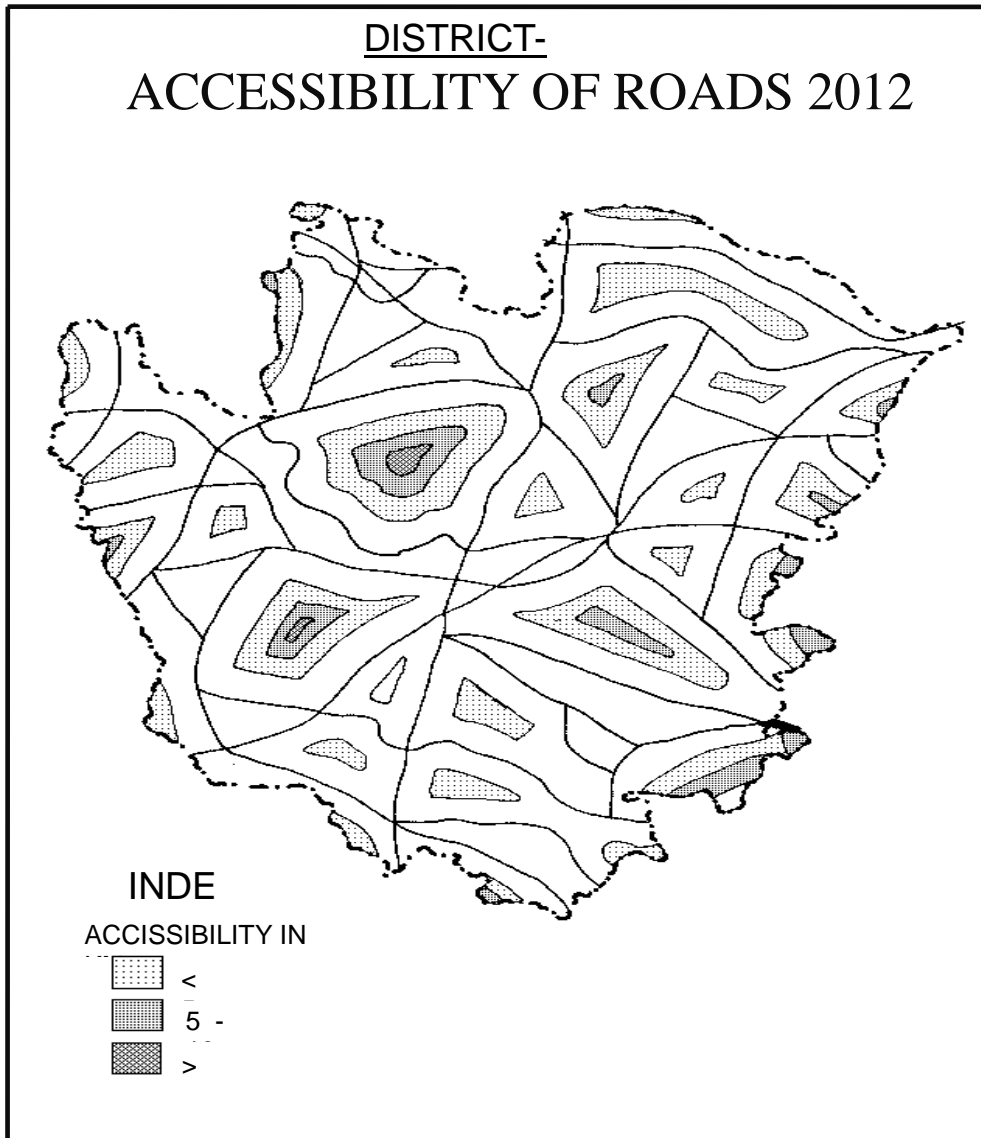 DISTRICT-
ACCESSIBILITY OF ROADS 2012
INDE
ACCISSIBILITY IN
<
5 -
>